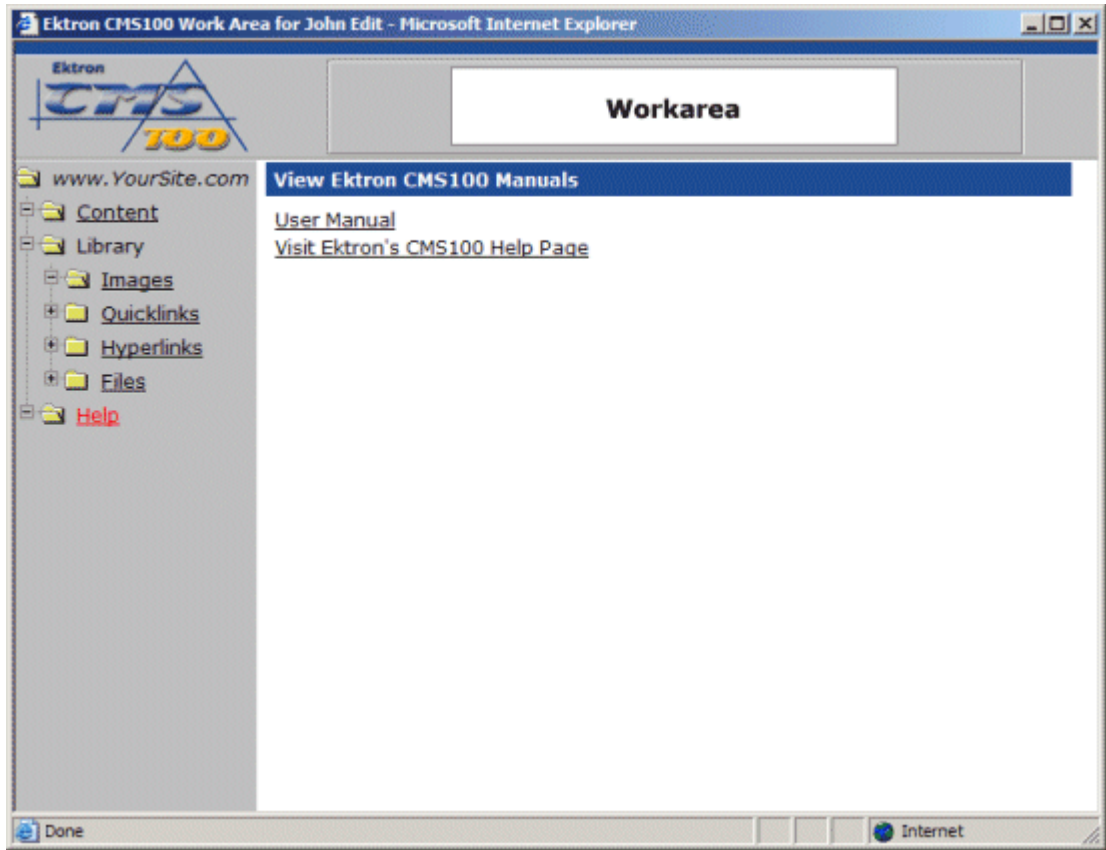 Ektron CMS100 Work Area for John Edit - Microsoft Internet Explorer
Ektron
CMS
100
Workarea
www.YourSite.com
Content
Library
Images
Quicklinks
Hyperlinks
Files
Help
View Ektron CMS100 Manuals
User Manual
Visit Ektron's CMS100 Help Page
Done
Internet